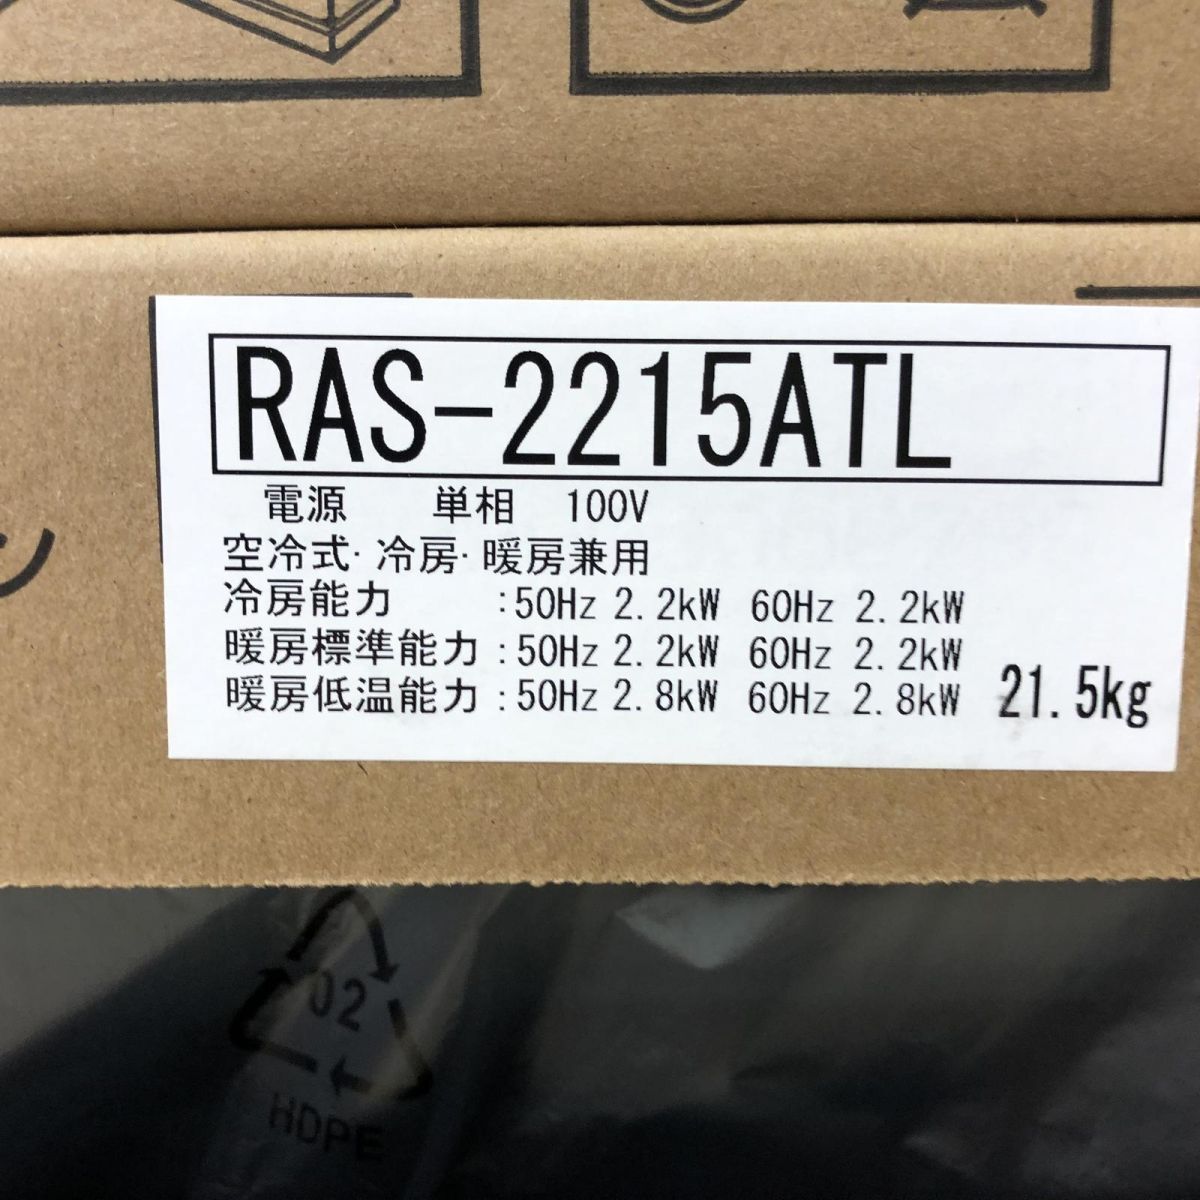 RAS-2215ATL
電源 単相 100V
空冷式･冷房･暖房兼用
冷房能力 :50Hz 2.2kW 60Hz 2.2kW
暖房標準能力:50Hz 2.2kW 60Hz 2.2kW
暖房低温能力:50Hz 2.8kW 60Hz 2.8kW 21.5kg
02
HDPE